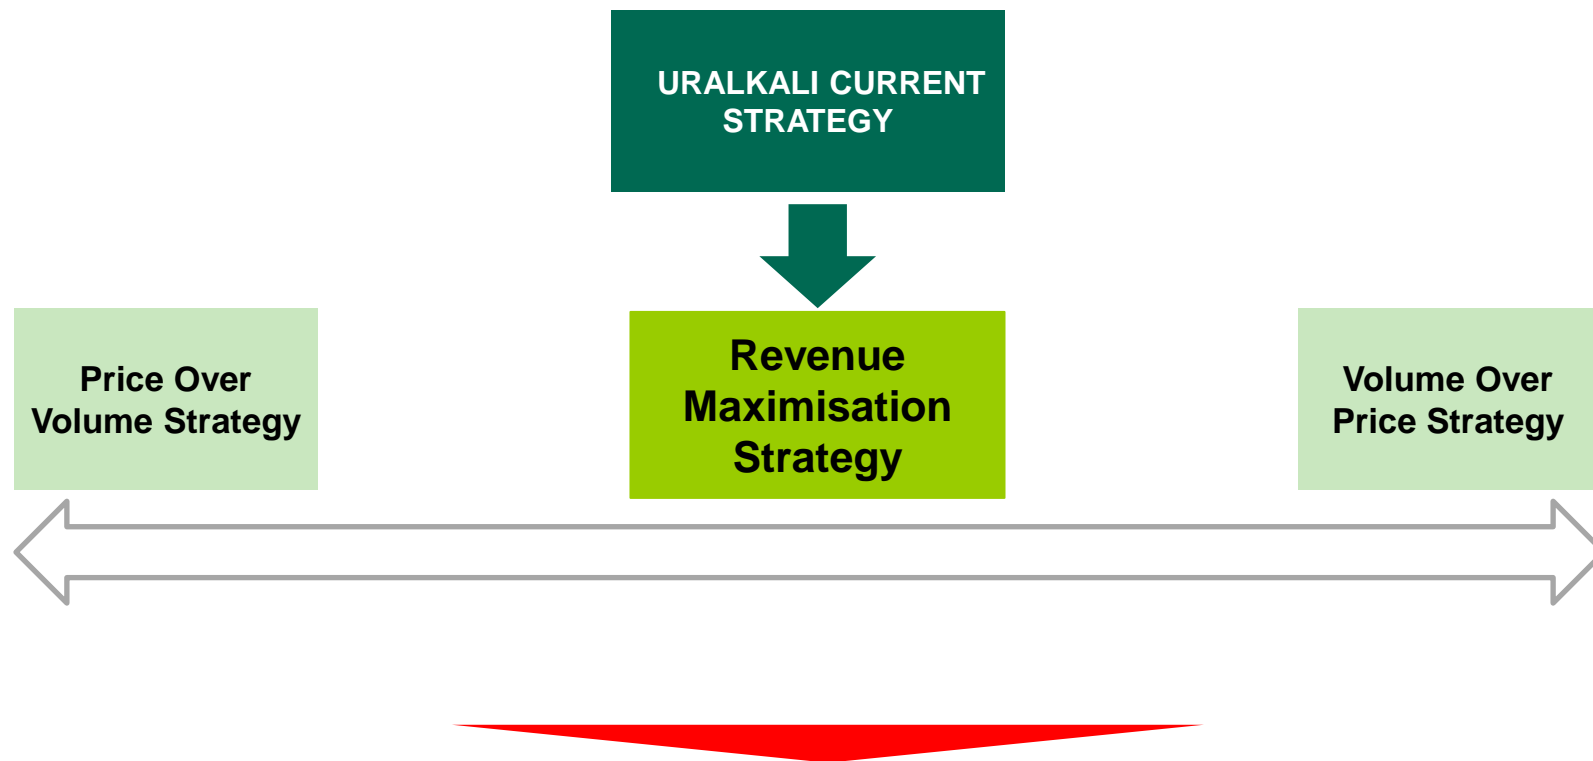 URALKALI CURRENT
STRATEGY
Price Over
Volume Strategy
Revenue
Maximisation
Strategy
Volume Over
Price Strategy